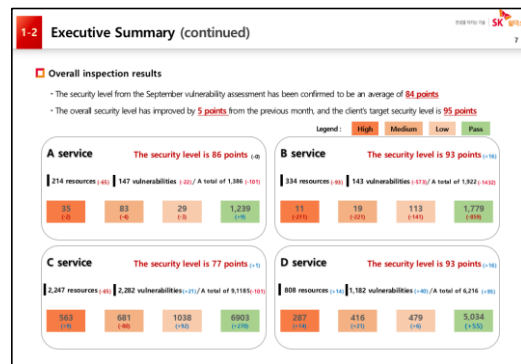 1-2 Executive Summary (continued)
SK
7
Overall inspection results
- The security level from the September vulnerability assessment has been confirmed to be an average of 84 points
- The overall security level has improved by 5 points from the previous month, and the client's target security level is 95 points
Legend : High Medium Low Pass
A service The security level is 86 points (-0)
214 resources (-65) 147 vulnerabilities (-22)/ A total of 1,386 (-101)
35 83 29 1,239
(-2) (-4) (-3) (+9)
B service The security level is 93 points (+16)
334 resources (-93) 143 vulnerabilities (-573)/ A total of 1,922 (-1432)
11 19 113 1,779
(-211) (-221) (-141) (-859)
C service The security level is 77 points (+1)
2,247 resources (-65) 2,282 vulnerabilities (+21)/ A total of 9,1185(-101)
563 681 1038 6903
(+9) (-80) (+92) (+270)
D service The security level is 93 points (+16)
808 resources (+14) 1,182 vulnerabilities (+40)/ A total of 6,216 (+95)
287 416 479 5,034
(+14) (+21) (+6) (+55)